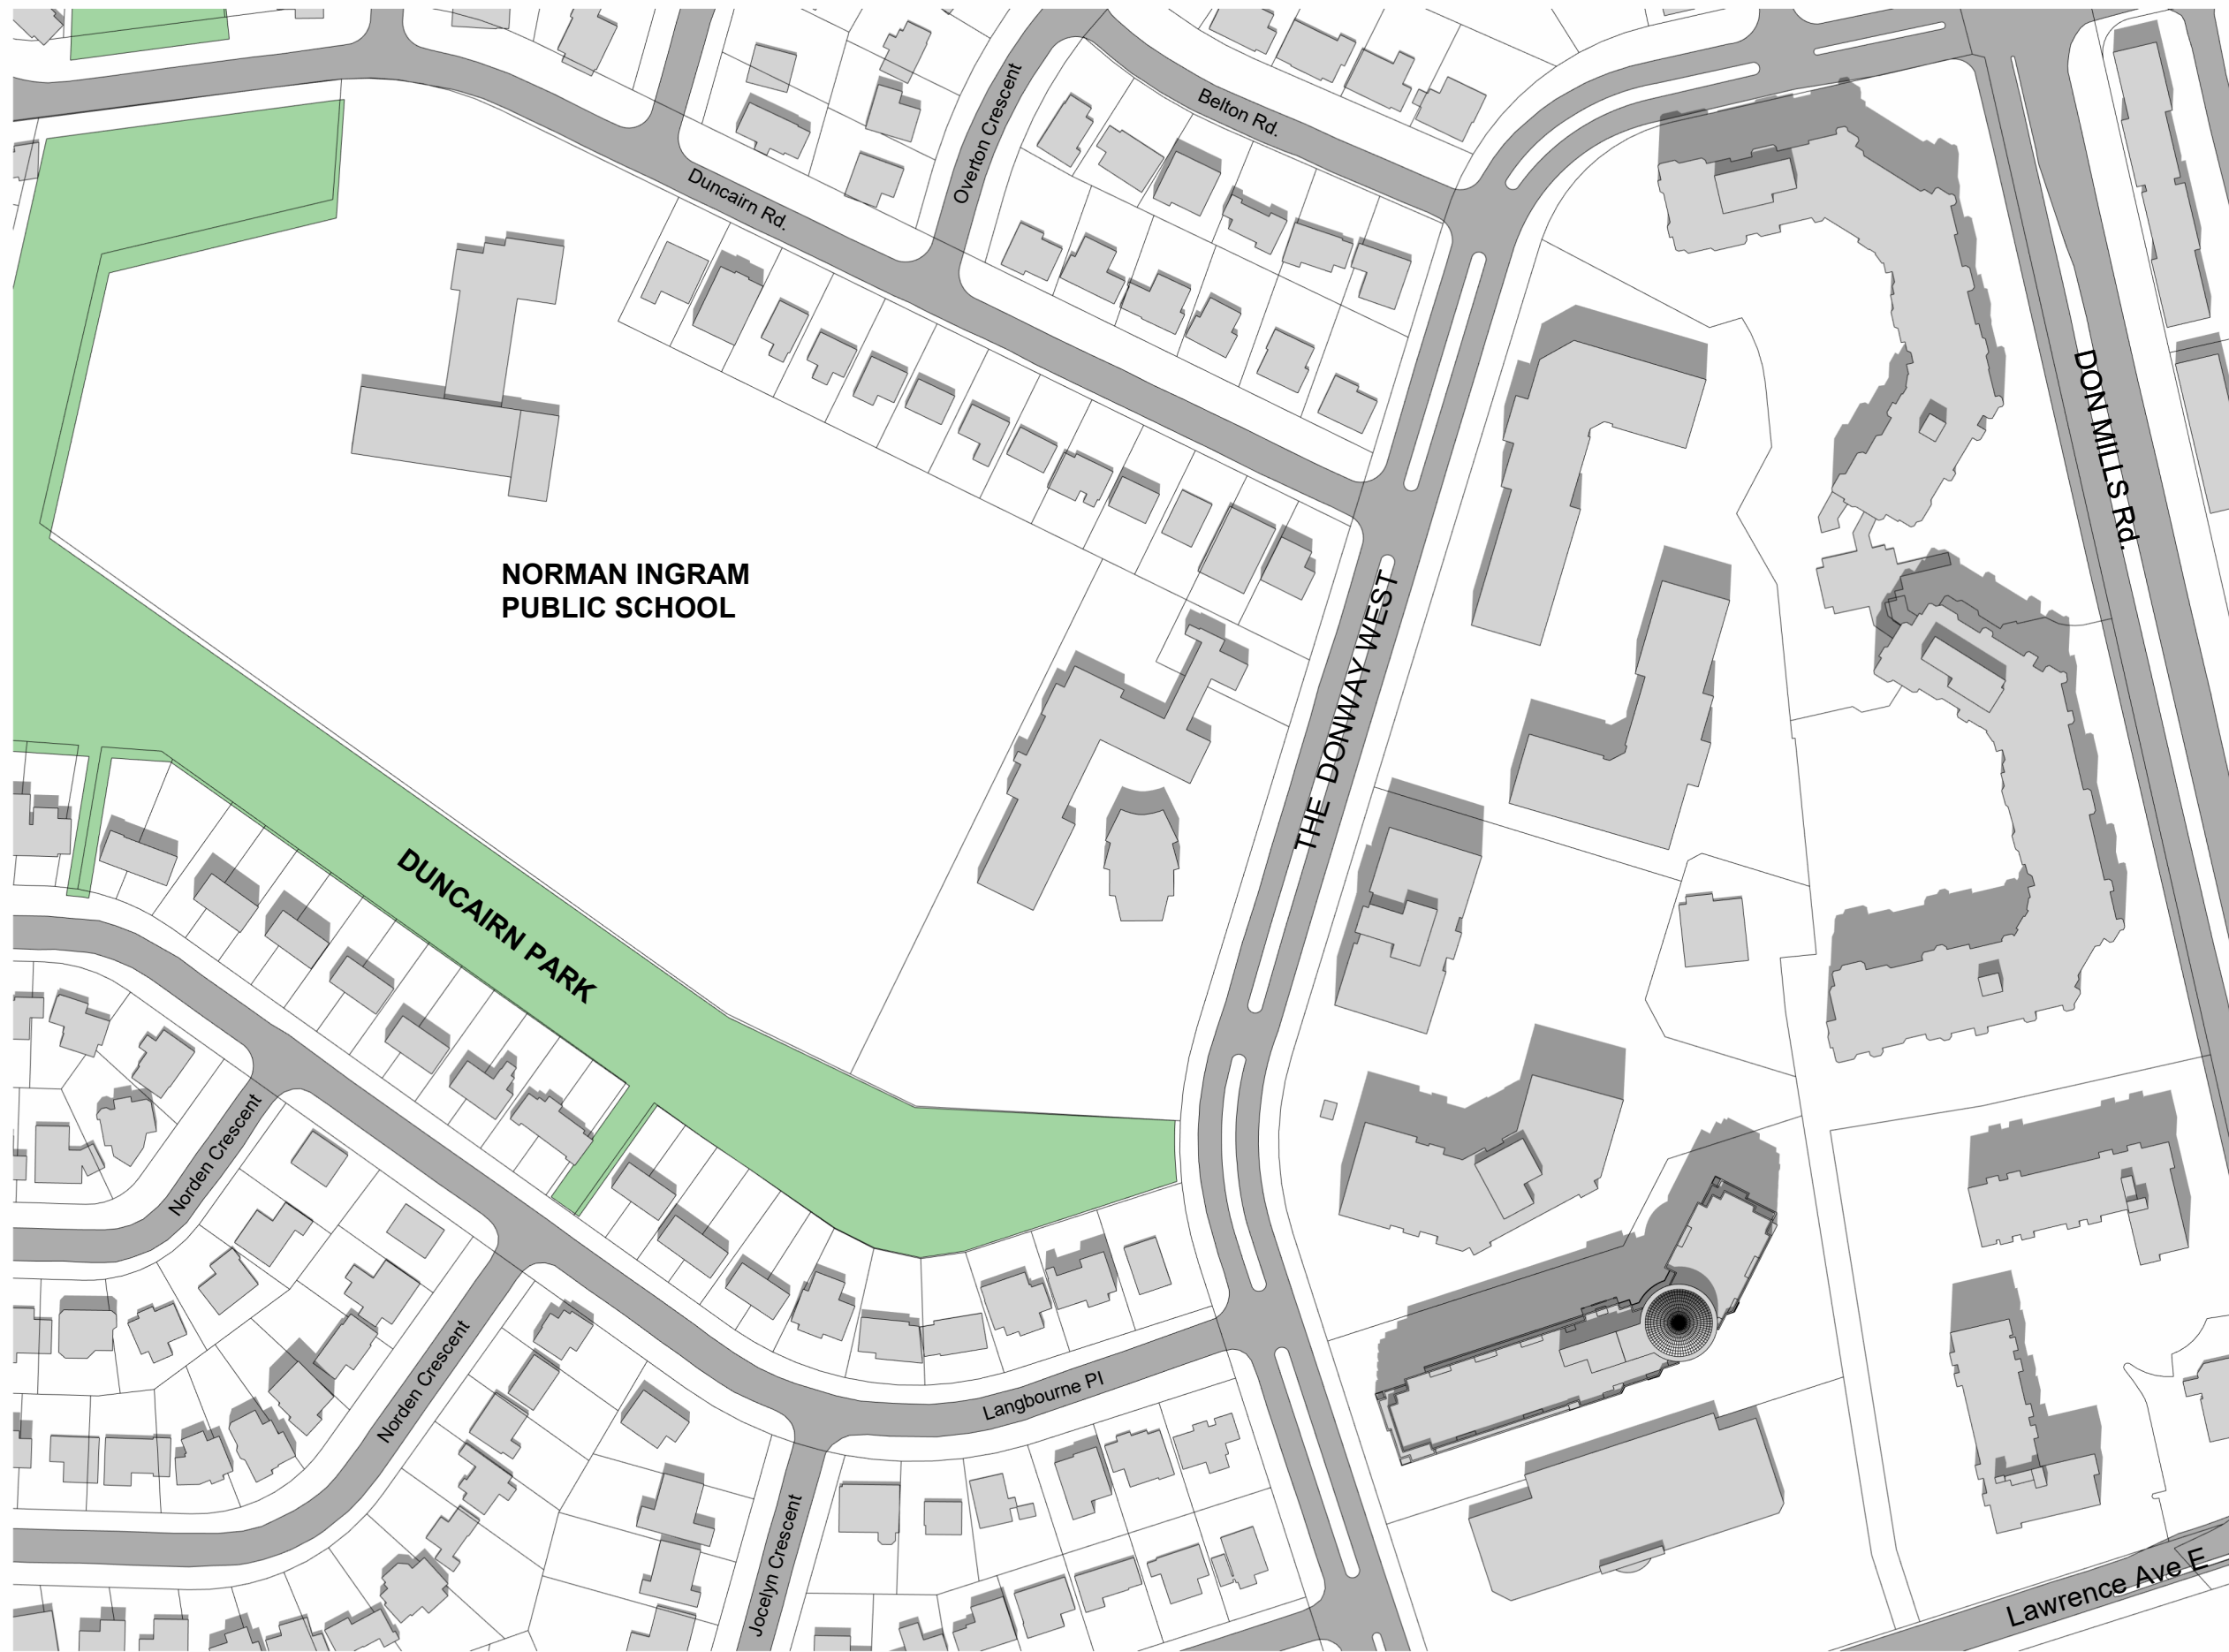 Belton Rd.
Overton Crescent
Duncairn Rd.
DON MILLS Rd.
NORMAN INGRAM
PUBLIC SCHOOL
THE DONWAY WEST
DUNCAIRN PARK
Norden Crescent
Norden Crescent
Langbourne Pl
Jocelyn Crescent
Lawrence Ave E